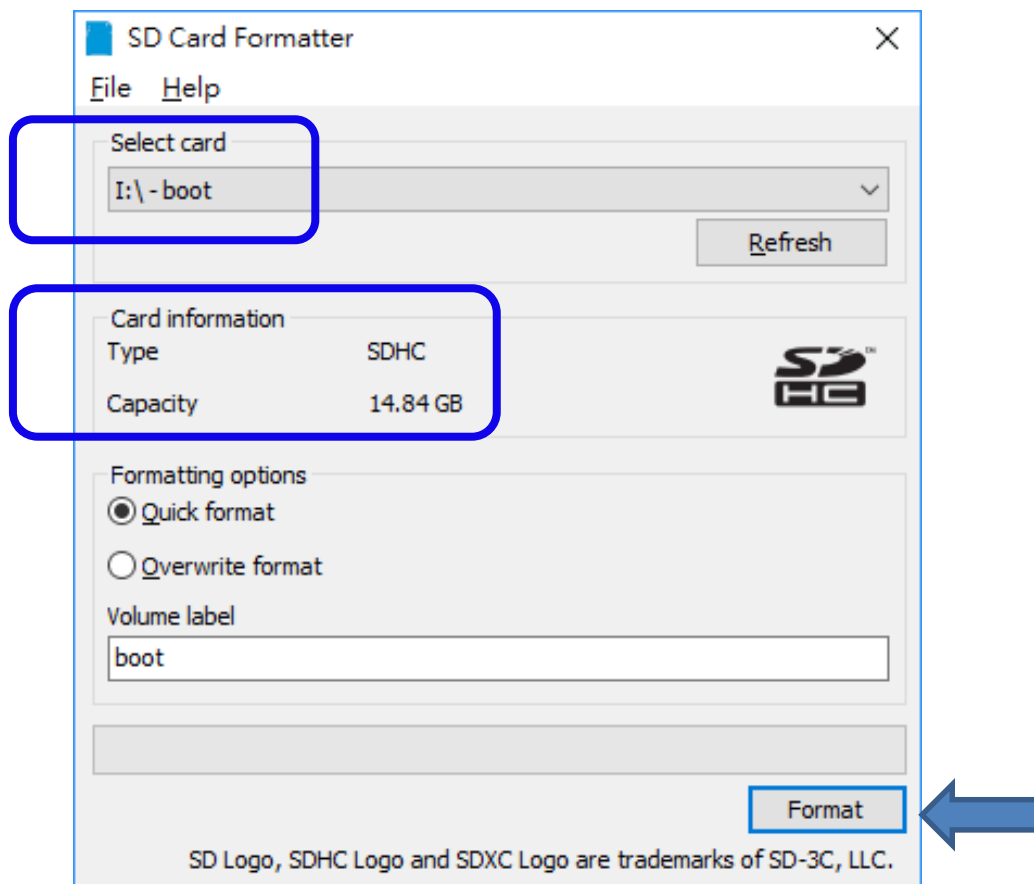 SD Card Formatter
File Help
Select card
I:\ - boot
Refresh
Card information
Type SDHC
Capacity 14.84 GB
SD HC ™
Formatting options
Quick format
Overwrite format
Volume label
boot
Format
SD Logo, SDHC Logo and SDXC Logo are trademarks of SD-3C, LLC.